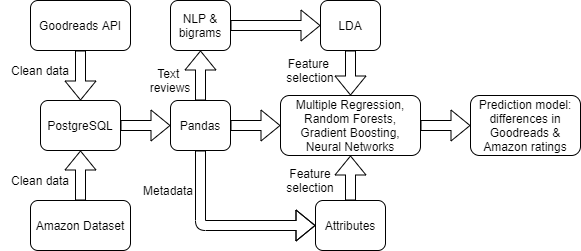 Goodreads API
NLP &
bigrams
LDA
Clean data
Text
reviews
Feature
selection
PostgreSQL
Pandas
Multiple Regression,
Random Forests,
Gradient Boosting,
Neural Networks
Prediction model:
differences in
Goodreads &
Amazon ratings
Clean data
Metadata
Feature
selection
Amazon Dataset
Attributes